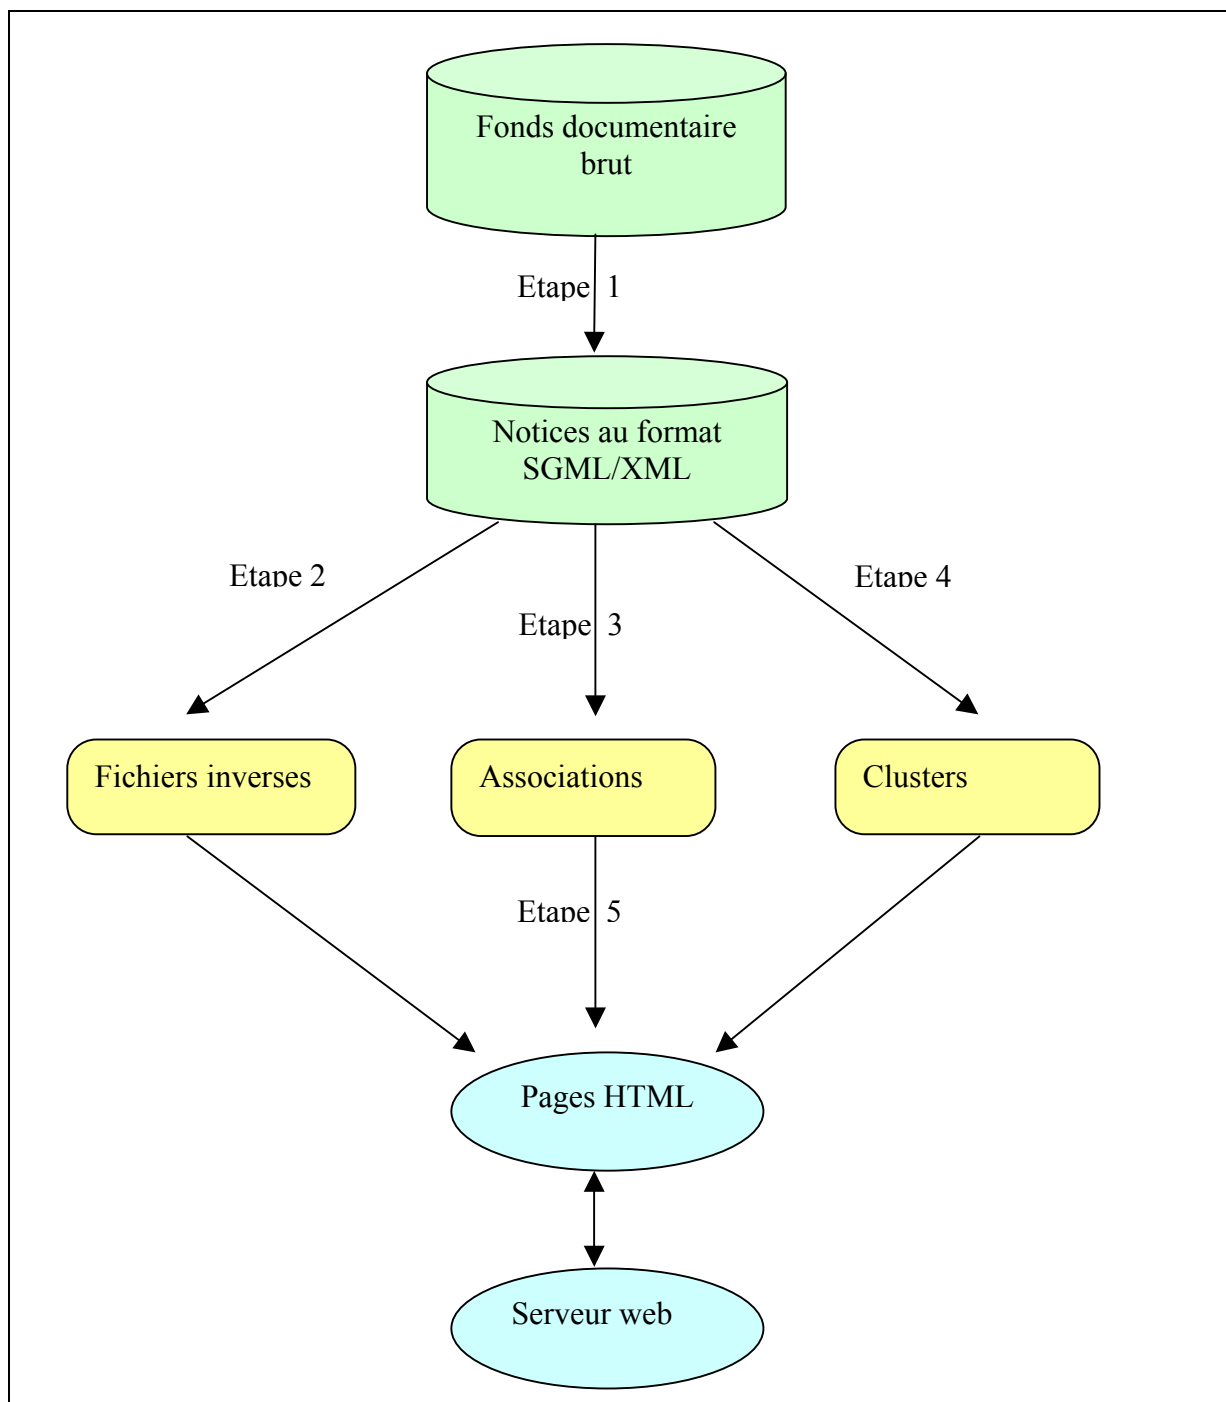 Fonds documentaire
brut
Etape 1
Notices au format
SGML/XML
Etape 2
Etape 4
Etape 3
Fichiers inverses
Associations
Clusters
Etape 5
Pages HTML
Serveur web